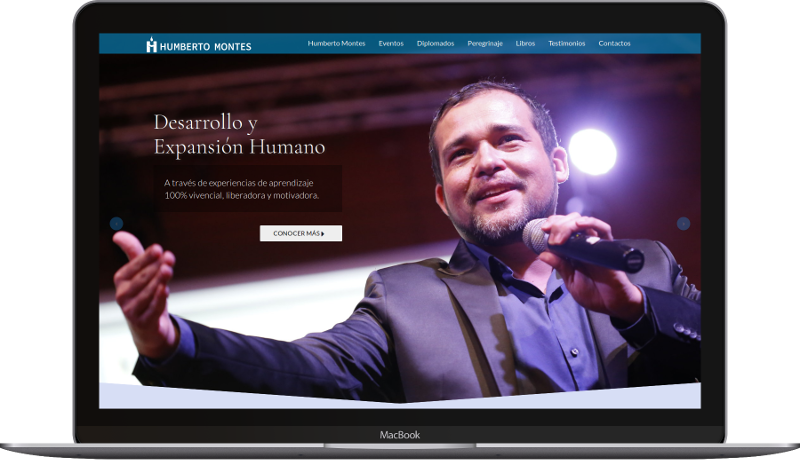 HUMBERTO MONTES
Humberto Montes Eventos Diplomados Peregrinaje Libros Testimonios Contactos
Desarrollo y
Expansión Humano
A través de experiencias de aprendizaje
100% vivencial, liberadora y motivadora.
CONOCER MÁS
MacBook